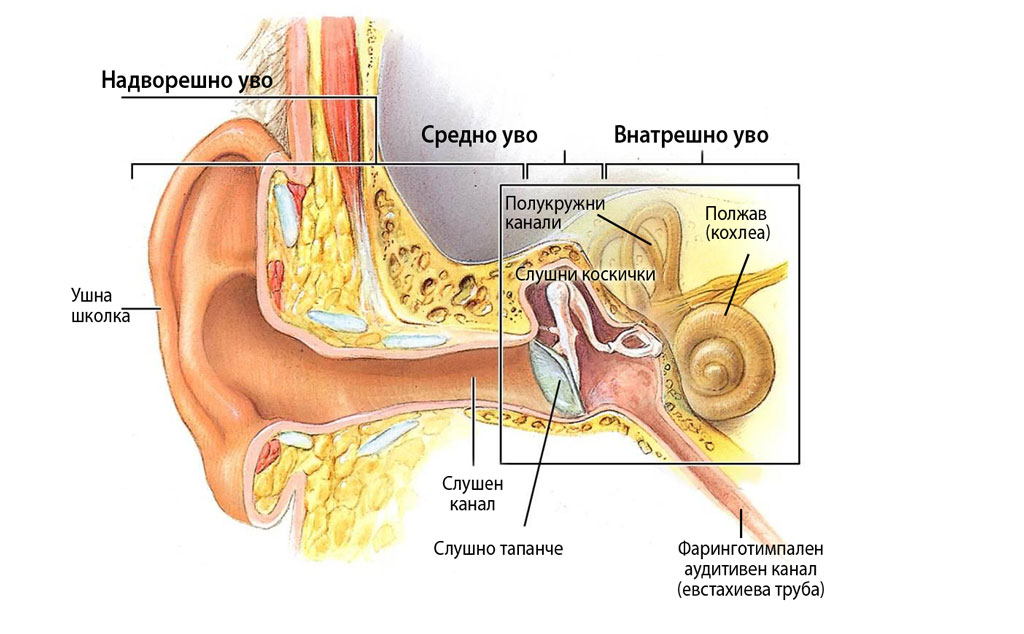 Надворешно уво
Средно уво
Внатрешно уво
Полукружни
канали
Полжав
(кохлеа)
Слушни коскички
Ушна
школка
Слушен
канал
Слушно тапанче
Фаринготимпален
аудитивен канал
(евстахиева труба)